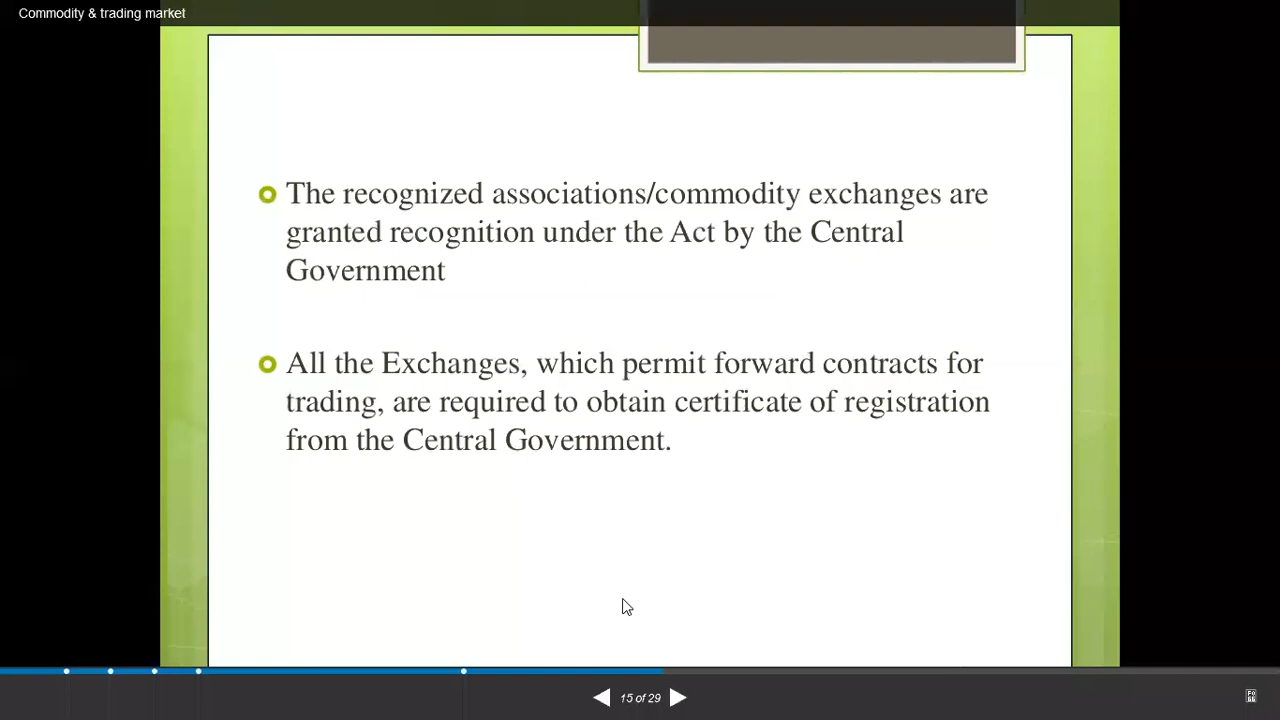 Commodity & trading market
The recognized associations/commodity exchanges are
granted recognition under the Act by the Central
Government
All the Exchanges, which permit forward contracts for
trading, are required to obtain certificate of registration
from the Central Government.
15 of 29